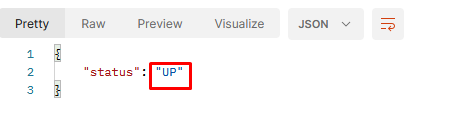 Pretty Raw Preview Visualize JSON
1 {
2 "status": "UP"
3 }